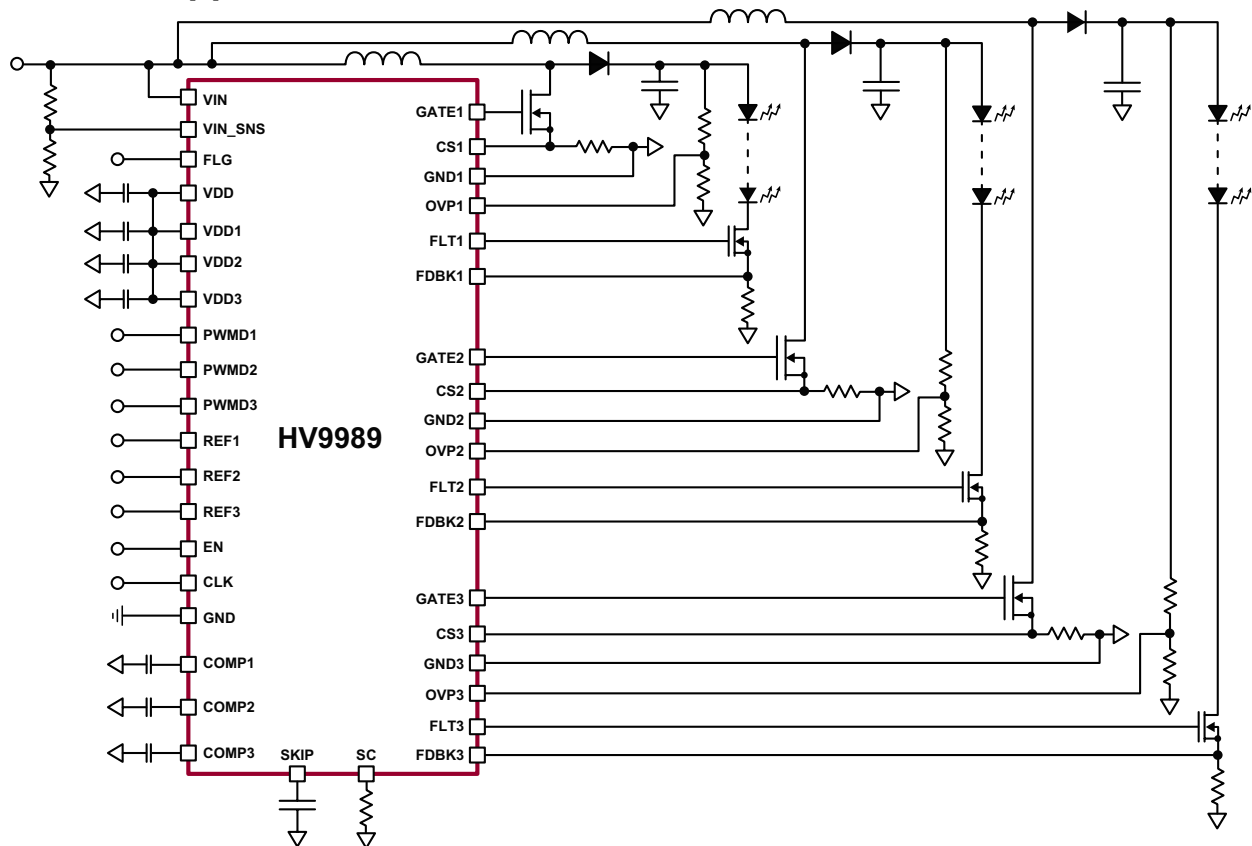 VIN
VIN_SNS
FLG
VDD
VDD1
VDD2
VDD3
PWMD1
PWMD2
PWMD3
REF1
REF2
REF3
EN
CLK
GND
COMP1
COMP2
COMP3
HV9989
SKIP
SC
GATE1
CS1
GND1
OVP1
FLT1
FDBK1
GATE2
CS2
GND2
OVP2
FLT2
FDBK2
GATE3
CS3
GND3
OVP3
FLT3
FDBK3